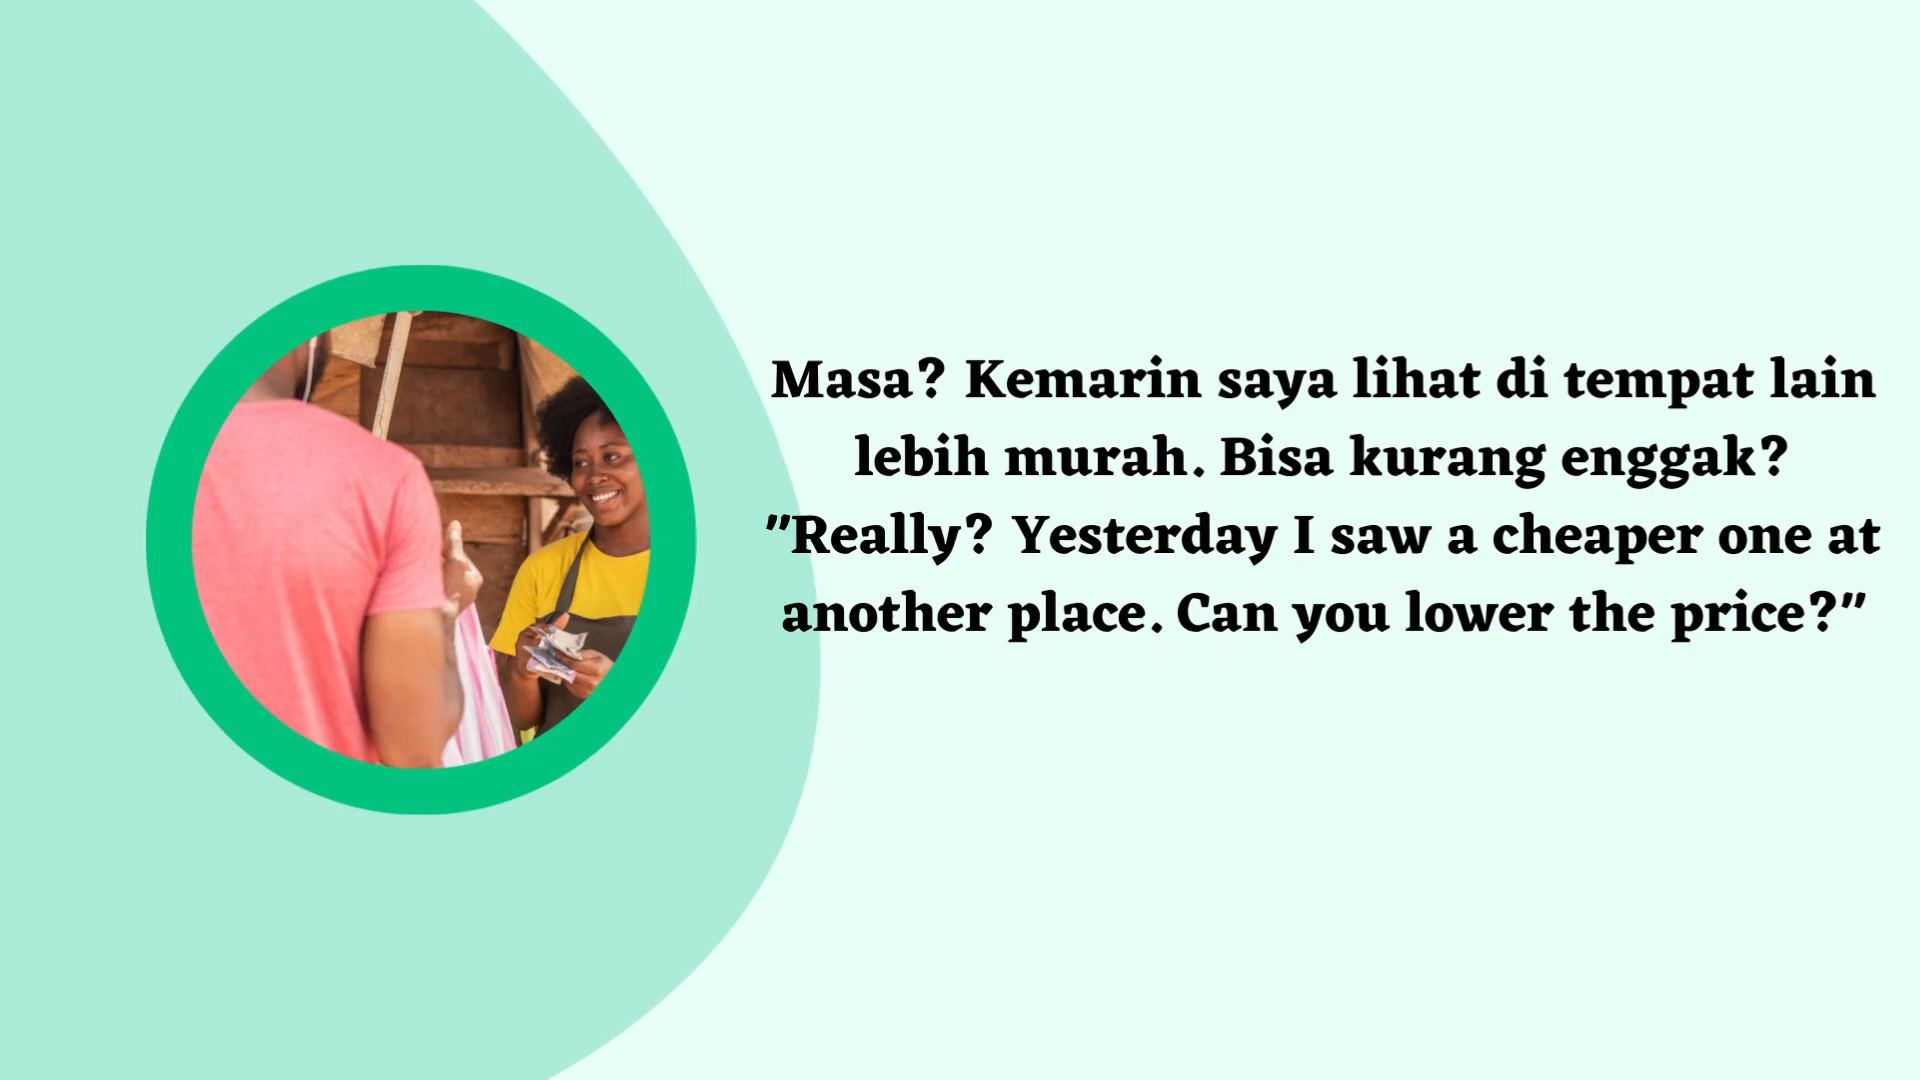 Masa? Kemarin saya lihat di tempat lain
lebih murah. Bisa kurang enggak?
"Really? Yesterday I saw a cheaper one at
another place. Can you lower the price?"